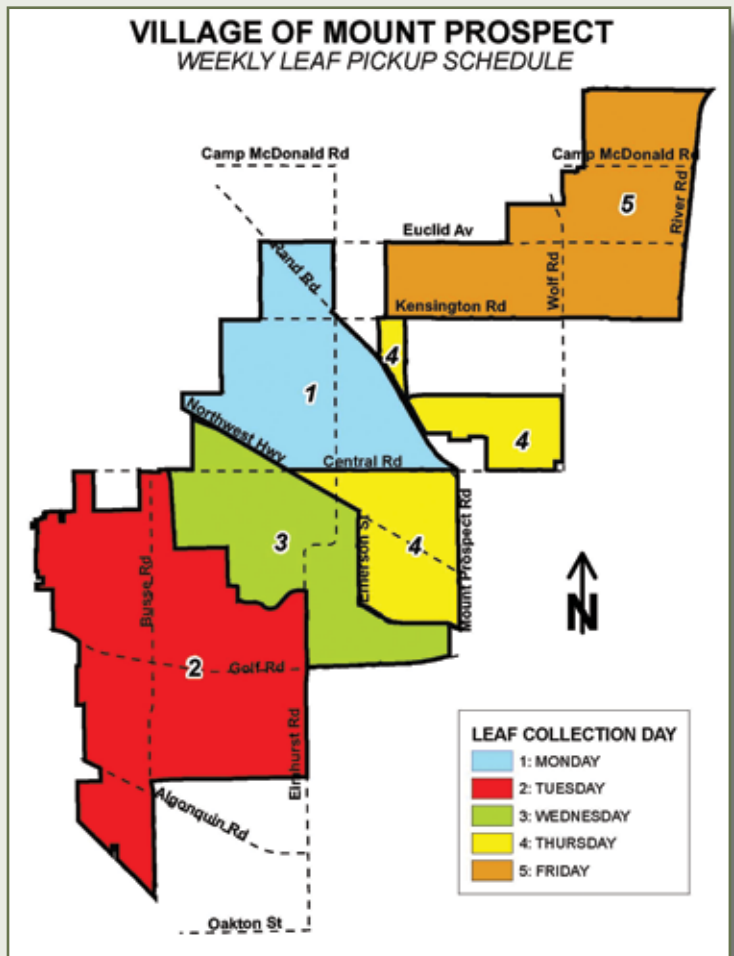 VILLAGE OF MOUNT PROSPECT
WEEKLY LEAF PICKUP SCHEDULE
Camp McDonald Rd
Camp McDonald Rd
5
River Rd
Euclid Av
Rand Rd
Wolf Rd
Kensington Rd
4
1
Northwest Hwy
4
Central Rd
Mount Prospect Rd
3
4
Emerson St
Busse Rd
N
2
Golf Rd
Elmhurst Rd
Algonquin Rd
Oakton St
LEAF COLLECTION DAY
1: MONDAY
2: TUESDAY
3: WEDNESDAY
4: THURSDAY
5: FRIDAY